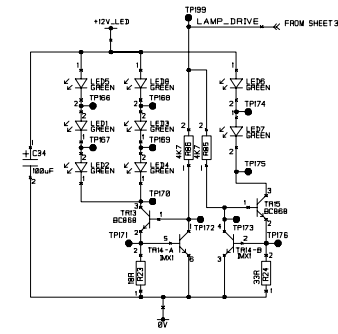 TP199
+12V_LED
LAMP_DRIVE
FROM SHEET3
LED5
GREEN
LED8
GREEN
LED6
GREEN
TP166
TP168
TP174
LED1
GREEN
LED3
GREEN
LED7
GREEN
TP167
TP169
C34
100uF
LED2
GREEN
LED4
GREEN
4K7
R86
4K7
R85
TP175
TP170
TR13
BC868
TR15
BC868
TP171
TP172
TP173
TP176
TR14-A
IMX1
TR14-B
IMX1
18R
R23
33R
R24
0V